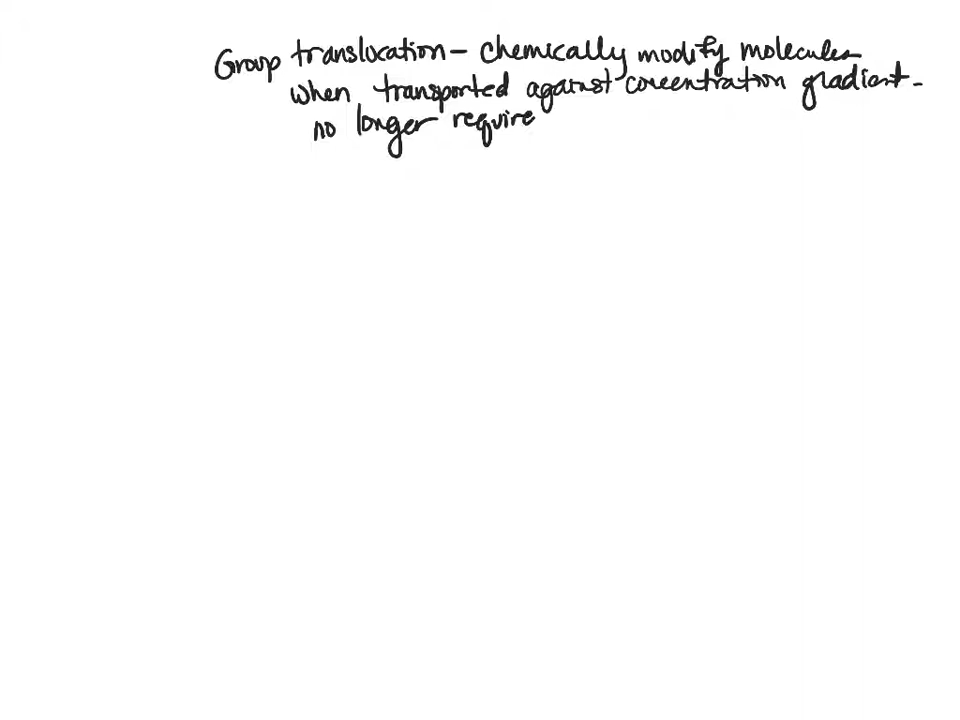 Group translocation - chemically modify molecules
when transported against concentration gradient -
no longer require